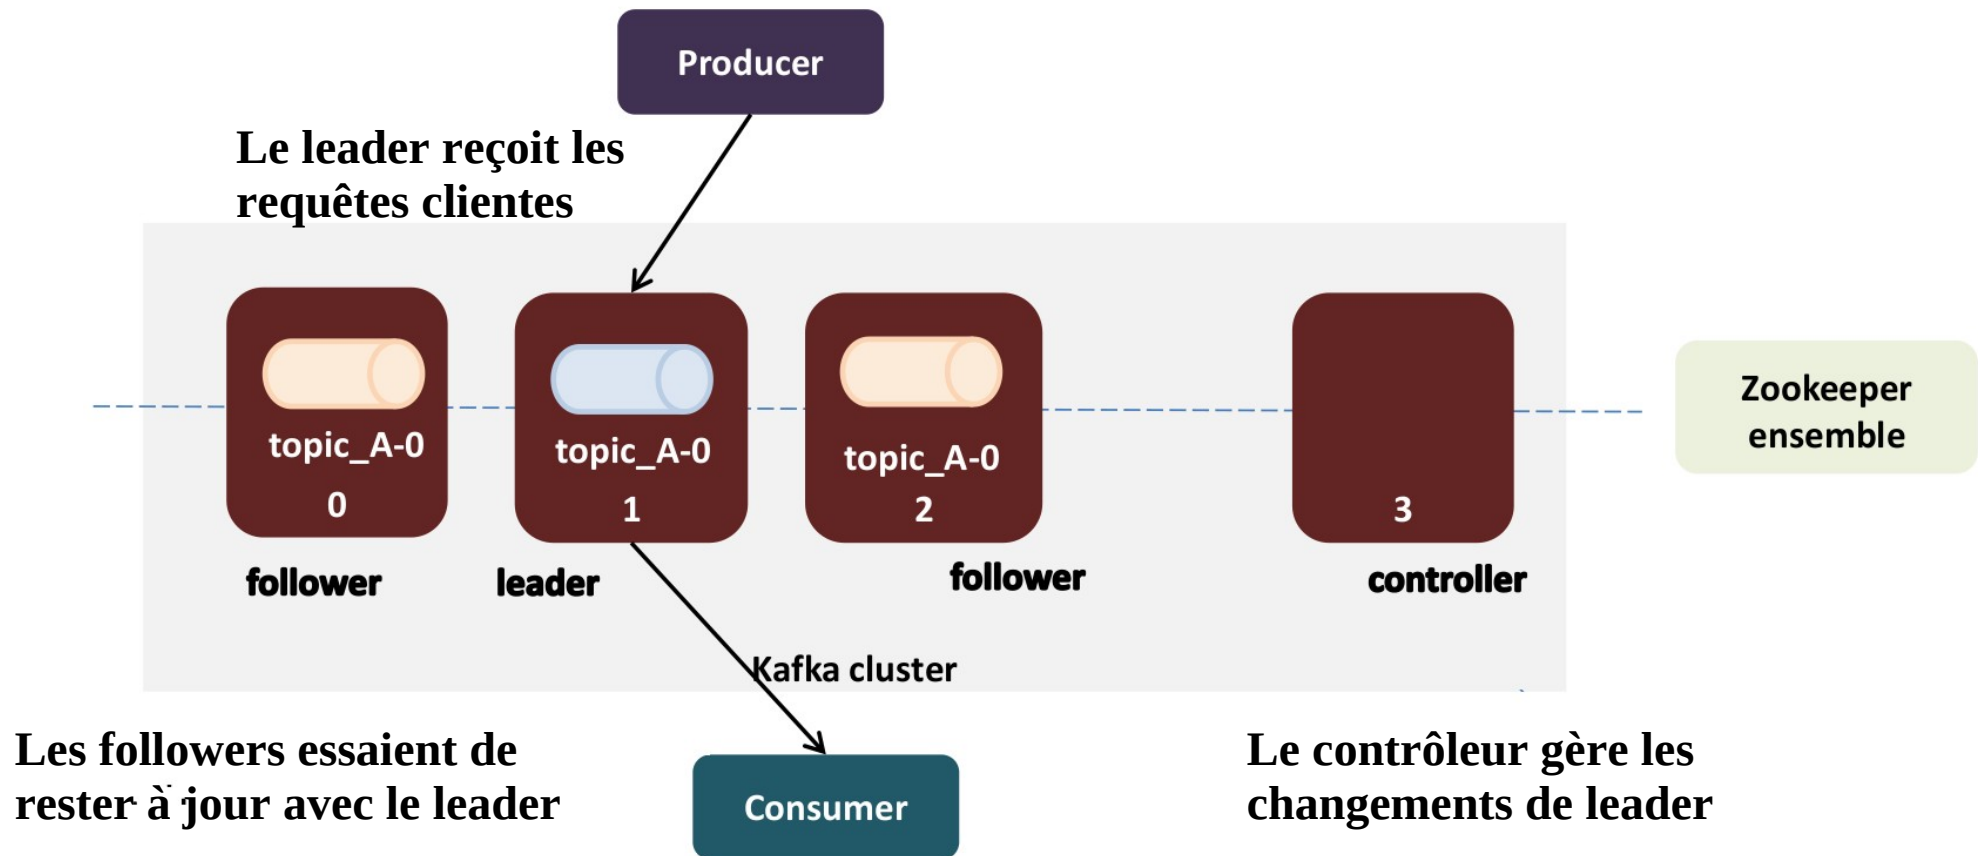 Producer
Le leader reçoit les
requêtes clientes
topic_A-0
0
topic_A-0
1
topic_A-0
2
3
Zookeeper
ensemble
follower
leader
follower
controller
Kafka cluster
Les followers essaient de
rester à jour avec le leader
Consumer
Le contrôleur gère les
changements de leader